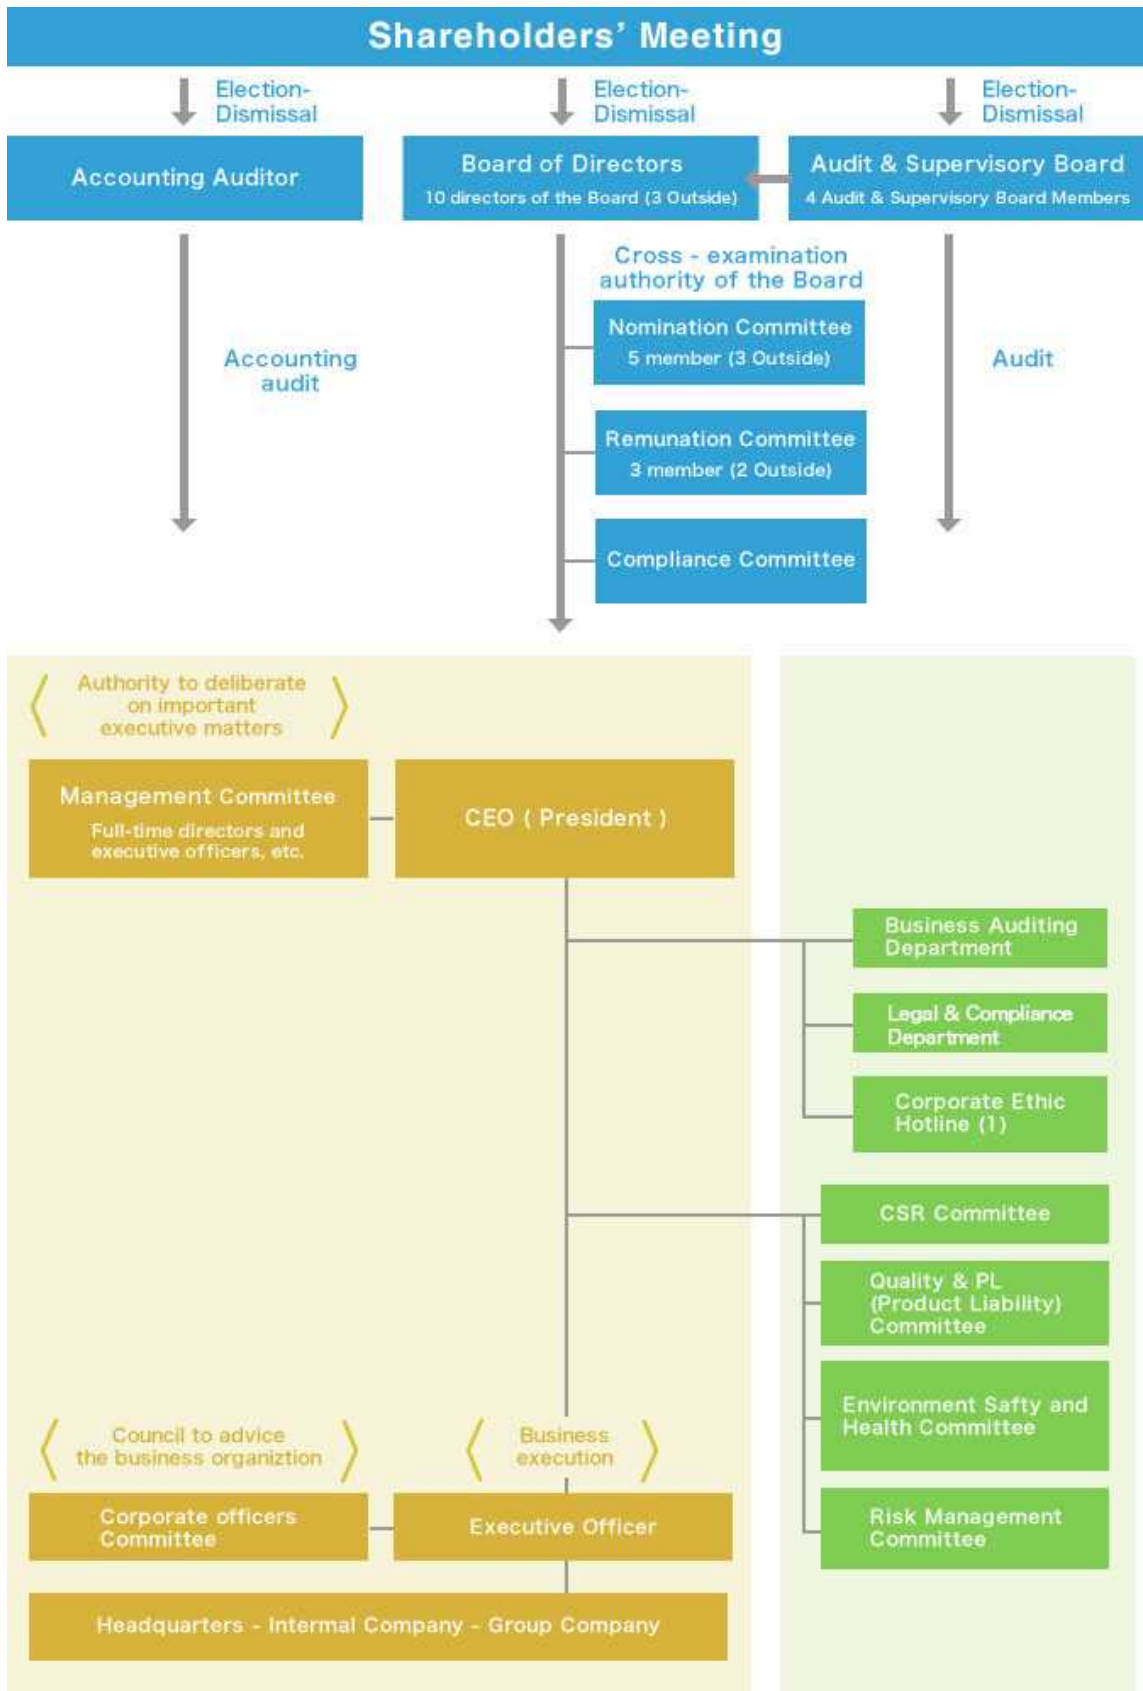 Shareholders' Meeting
Election-
Dismissal
Election-
Dismissal
Election-
Dismissal
Accounting Auditor
Board of Directors
10 directors of the Board (3 Outside)
Audit & Supervisory Board
4 Audit & Supervisory Board Members
Cross - examination
authority of the Board
Nomination Committee
5 member (3 Outside)
Accounting
audit
Audit
Remunation Committee
3 member (2 Outside)
Compliance Committee
Authority to deliberate
on important
executive matters
Management Committee
Full-time directors and
executive officers, etc.
CEO ( President )
Business Auditing
Department
Legal & Compliance
Department
Corporate Ethic
Hotline (1)
CSR Committee
Quality & PL
(Product Liability)
Committee
Environment Safty and
Health Committee
Council to advice
the business organiztion
Business
execution
Corporate officers
Committee
Executive Officer
Risk Management
Committee
Headquarters - Intermal Company - Group Company